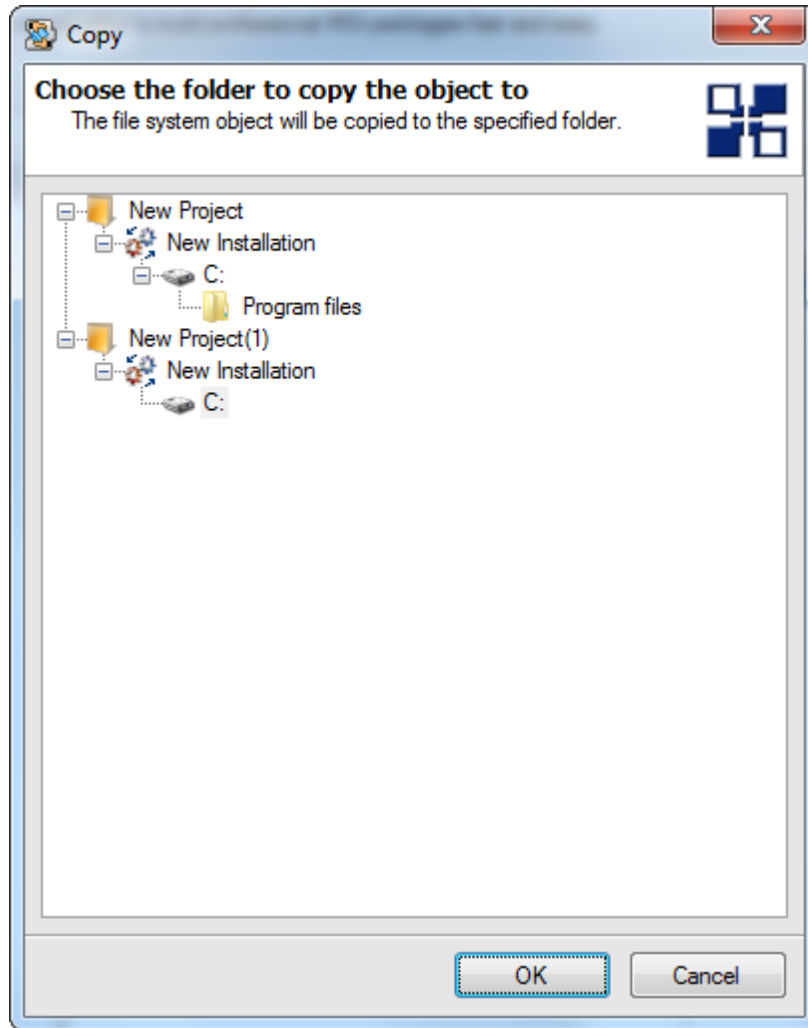 Copy
Choose the folder to copy the object to
The file system object will be copied to the specified folder.
New Project
New Installation
C:
Program files
New Project(1)
New Installation
C:
OK
Cancel